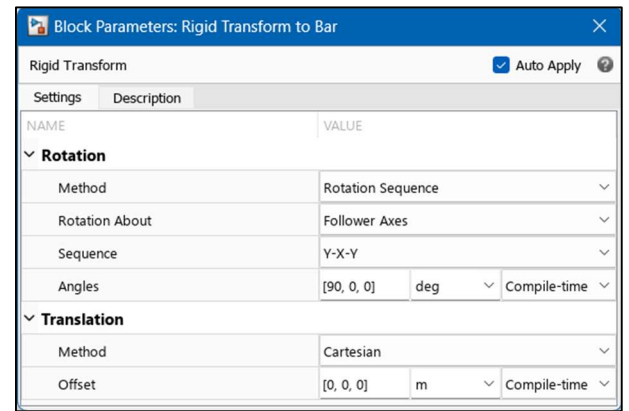 Block Parameters: Rigid Transform to Bar
Rigid Transform Auto Apply
Settings Description
NAME VALUE
Rotation
Method Rotation Sequence
Rotation About Follower Axes
Sequence Y-X-Y
Angles [90, 0, 0] deg Compile-time
Translation
Method Cartesian
Offset [0, 0, 0] m Compile-time